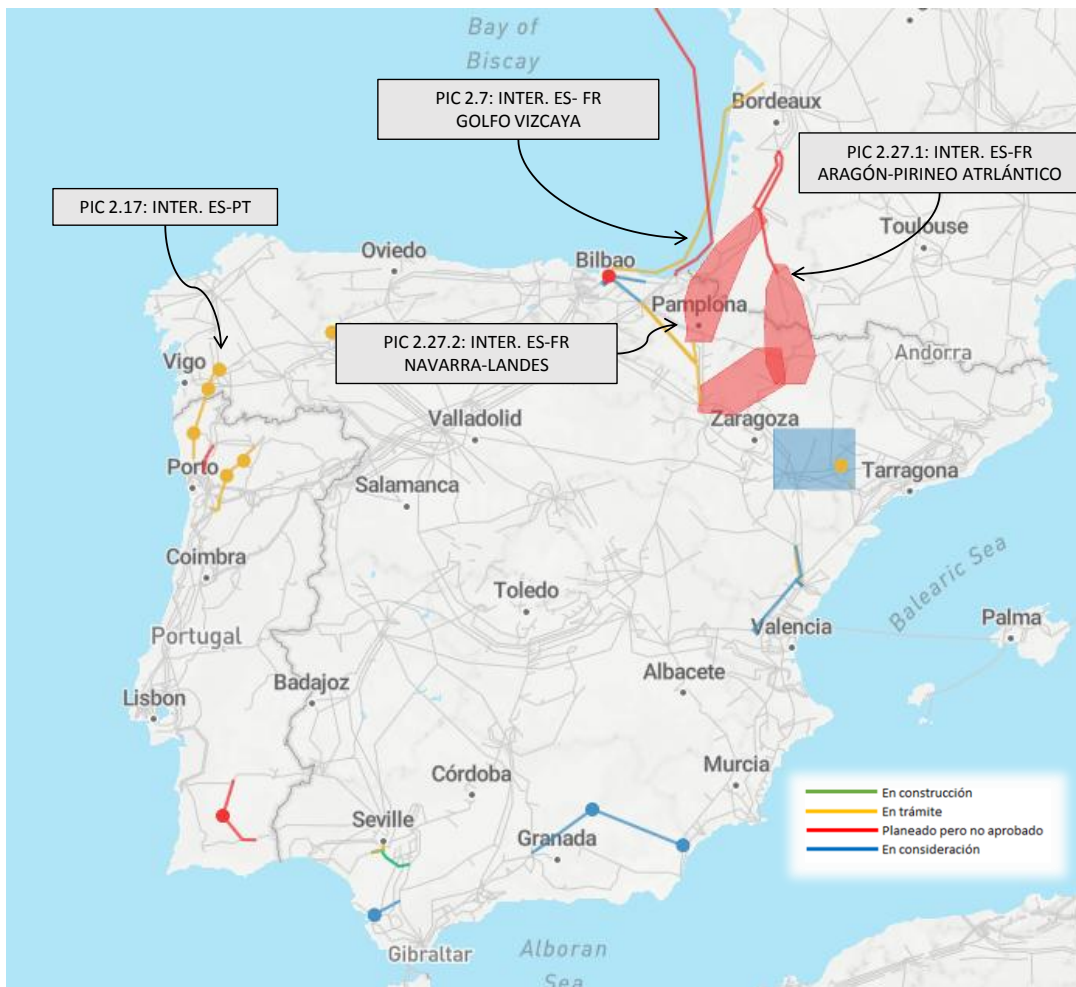 Bay of
Biscay
PIC 2.7: INTER. ES- FR
GOLFO VIZCAYA
Bordeaux
PIC 2.27.1: INTER. ES-FR
ARAGÓN-PIRINEO ATRLÁNTICO
PIC 2.17: INTER. ES-PT
Toulouse
Oviedo
Bilbao
Pamplona
PIC 2.27.2: INTER. ES-FR
NAVARRA-LANDES
Andorra
Vigo
Valladolid
Zaragoza
Porto
Tarragona
Salamanca
Coimbra
Balearic Sea
Toledo
Palma
Portugal
Valencia
Albacete
Badajoz
Lisbon
Córdoba
Murcia
En construcción
En trámite
Planeado pero no aprobado
En consideración
Seville
Granada
Gibraltar
Alboran
Sea